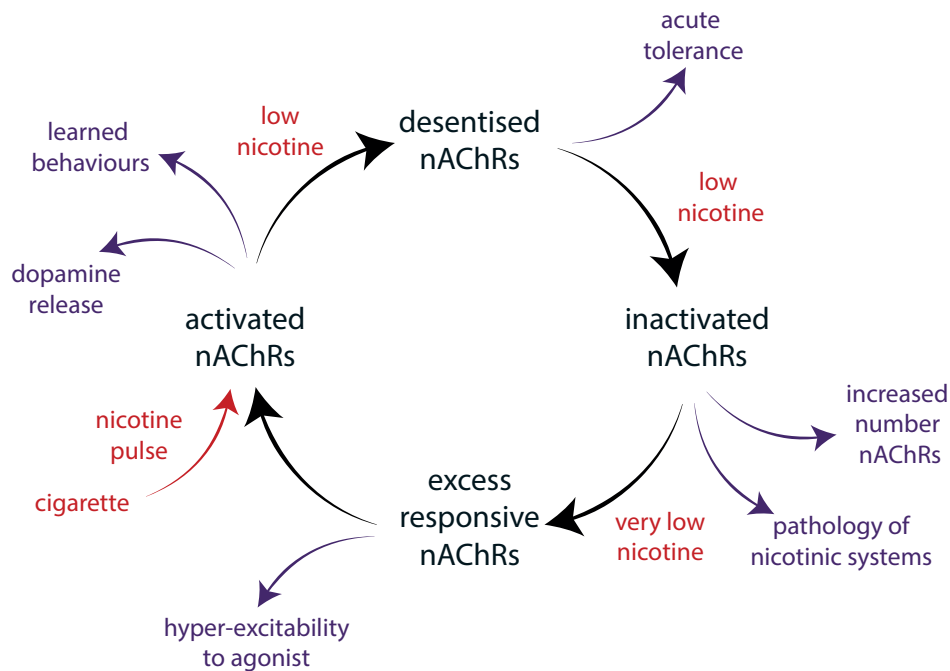 acute
tolerance
low
nicotine
desentised
nAChRs
learned
behaviours
low
nicotine
dopamine
release
activated
nAChRs
inactivated
nAChRs
nicotine
pulse
cigarette
increased
number
nAChRs
excess
responsive
nAChRs
very low
nicotine
pathology of
nicotinic systems
hyper-excitability
to agonist